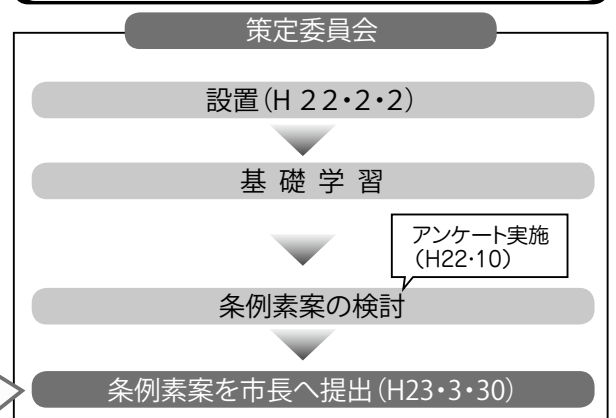 策定委員会
設置(H 22・2・2)
基 礎 学 習
アンケート実施
(H22・10)
条例素案の検討
条例素案を市長へ提出(H23・3・30)